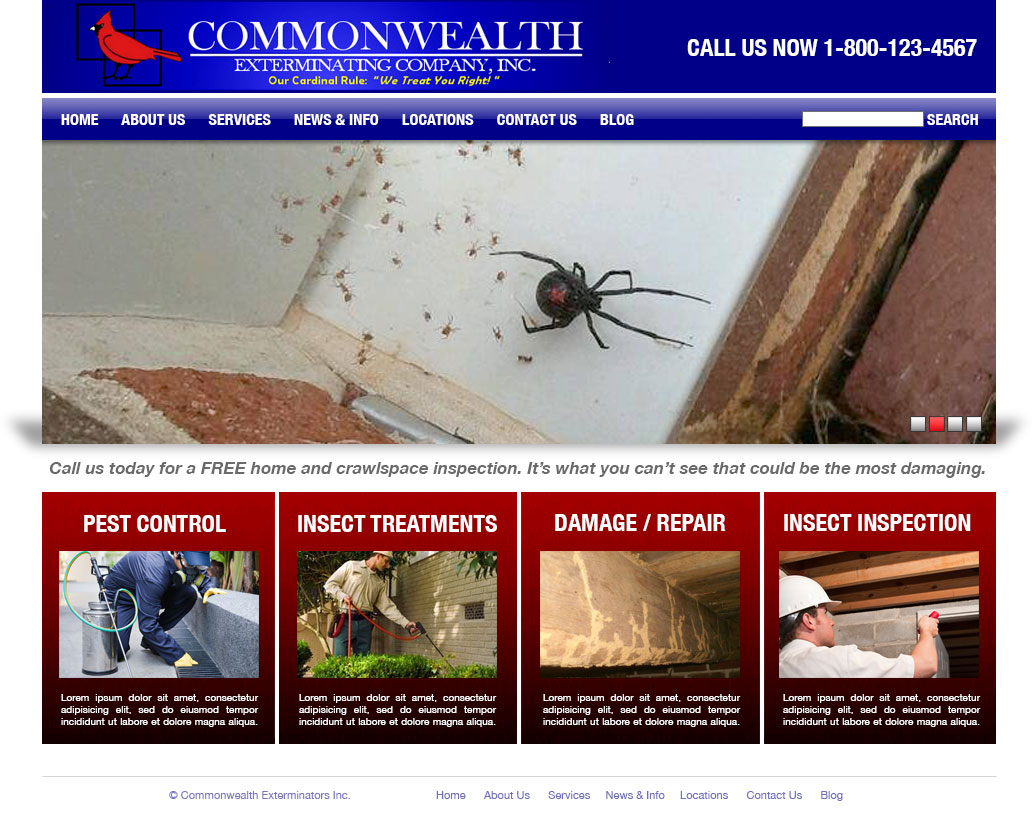 COMMONWEALTH
EXTERMINATING COMPANY, INC.
Our Cardinal Rule: "We Treat You Right!"
CALL US NOW 1-800-123-4567
HOME ABOUT US SERVICES NEWS & INFO LOCATIONS CONTACT US BLOG SEARCH
Call us today for a FREE home and crawlspace inspection. It's what you can't see that could be the most damaging.
PEST CONTROL
Lorem ipsum dolor sit amet, consectetur
adipisicing elit, sed do eiusmod tempor
incididunt ut labore et dolore magna aliqua.
INSECT TREATMENTS
Lorem ipsum dolor sit amet, consectetur
adipisicing elit, sed do eiusmod tempor
incididunt ut labore et dolore magna aliqua.
DAMAGE / REPAIR
Lorem ipsum dolor sit amet, consectetur
adipisicing elit, sed do eiusmod tempor
incididunt ut labore et dolore magna aliqua.
INSECT INSPECTION
Lorem ipsum dolor sit amet, consectetur
adipisicing elit, sed do eiusmod tempor
incididunt ut labore et dolore magna aliqua.
© Commonwealth Exterminators Inc. Home About Us Services News & Info Locations Contact Us Blog